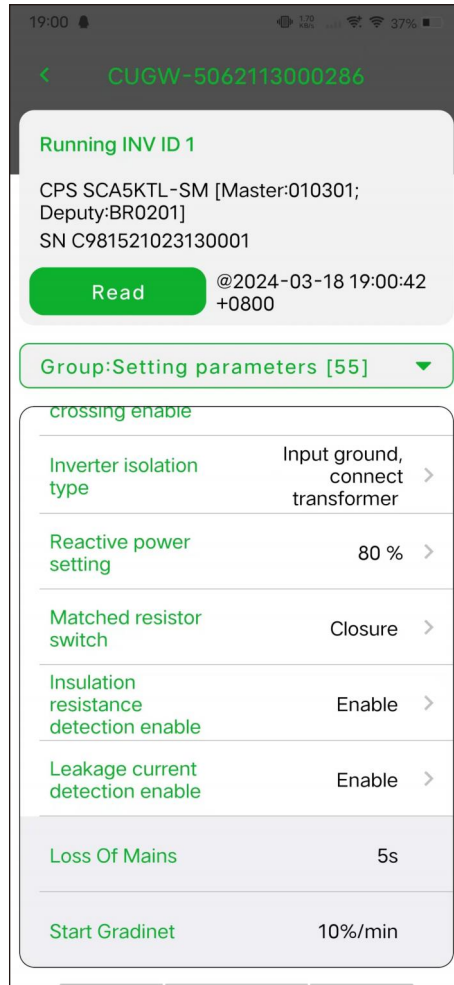 19:00 37%
CUGW-5062113000286
Running INV ID 1
CPS SCA5KTL-SM [Master:010301;
Deputy:BR0201]
SN C981521023130001
Read
@2024-03-18 19:00:42
+0800
Group:Setting parameters [55]
crossing enable
Inverter isolation
type
Input ground,
connect
transformer
Reactive power
setting
80 %
Matched resistor
switch
Closure
Insulation
resistance
detection enable
Enable
Leakage current
detection enable
Enable
Loss Of Mains
5s
Start Gradinet
10%/min